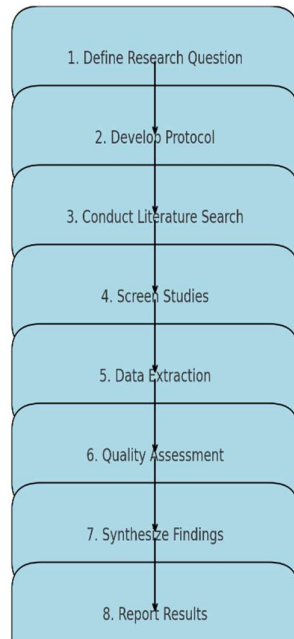 1. Define Research Question
2. Develop Protocol
3. Conduct Literature Search
4. Screen Studies
5. Data Extraction
6. Quality Assessment
7. Synthesize Findings
8. Report Results